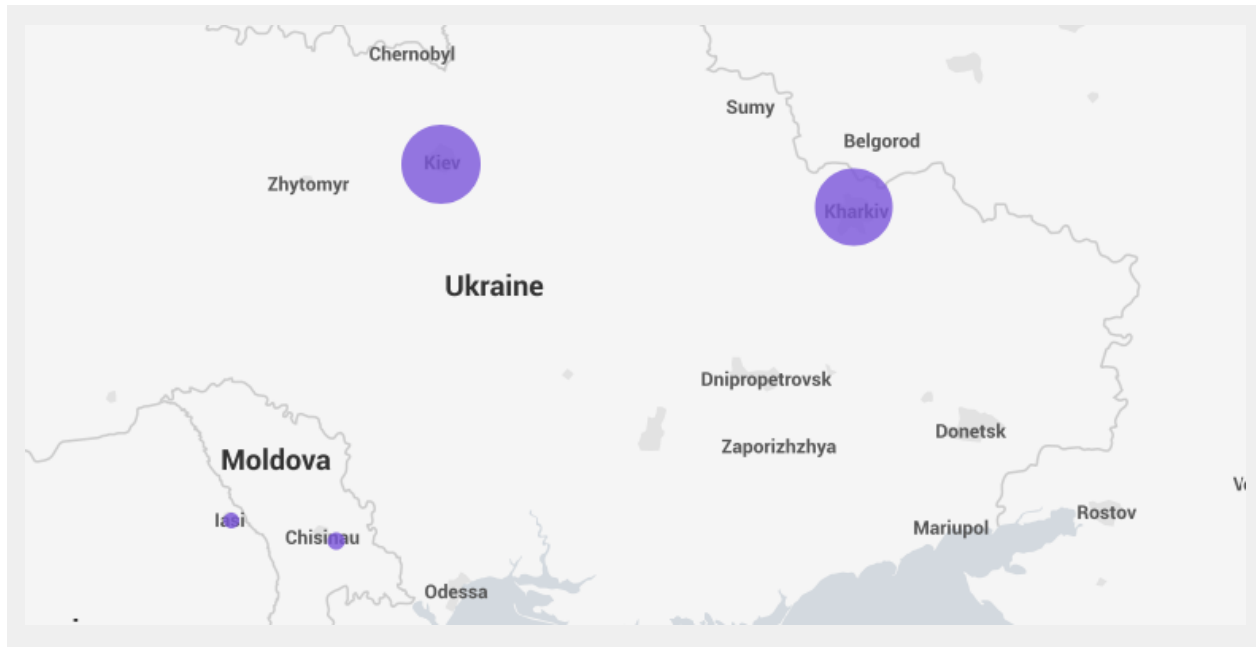 Chernobyl
Sumy
Belgorod
Kiev
Zhytomyr
Kharkiv
Ukraine
Dnipropetrovsk
Donetsk
Zaporizhzhya
Moldova
Iasi
Rostov
Mariupol
Chisinau
Odessa